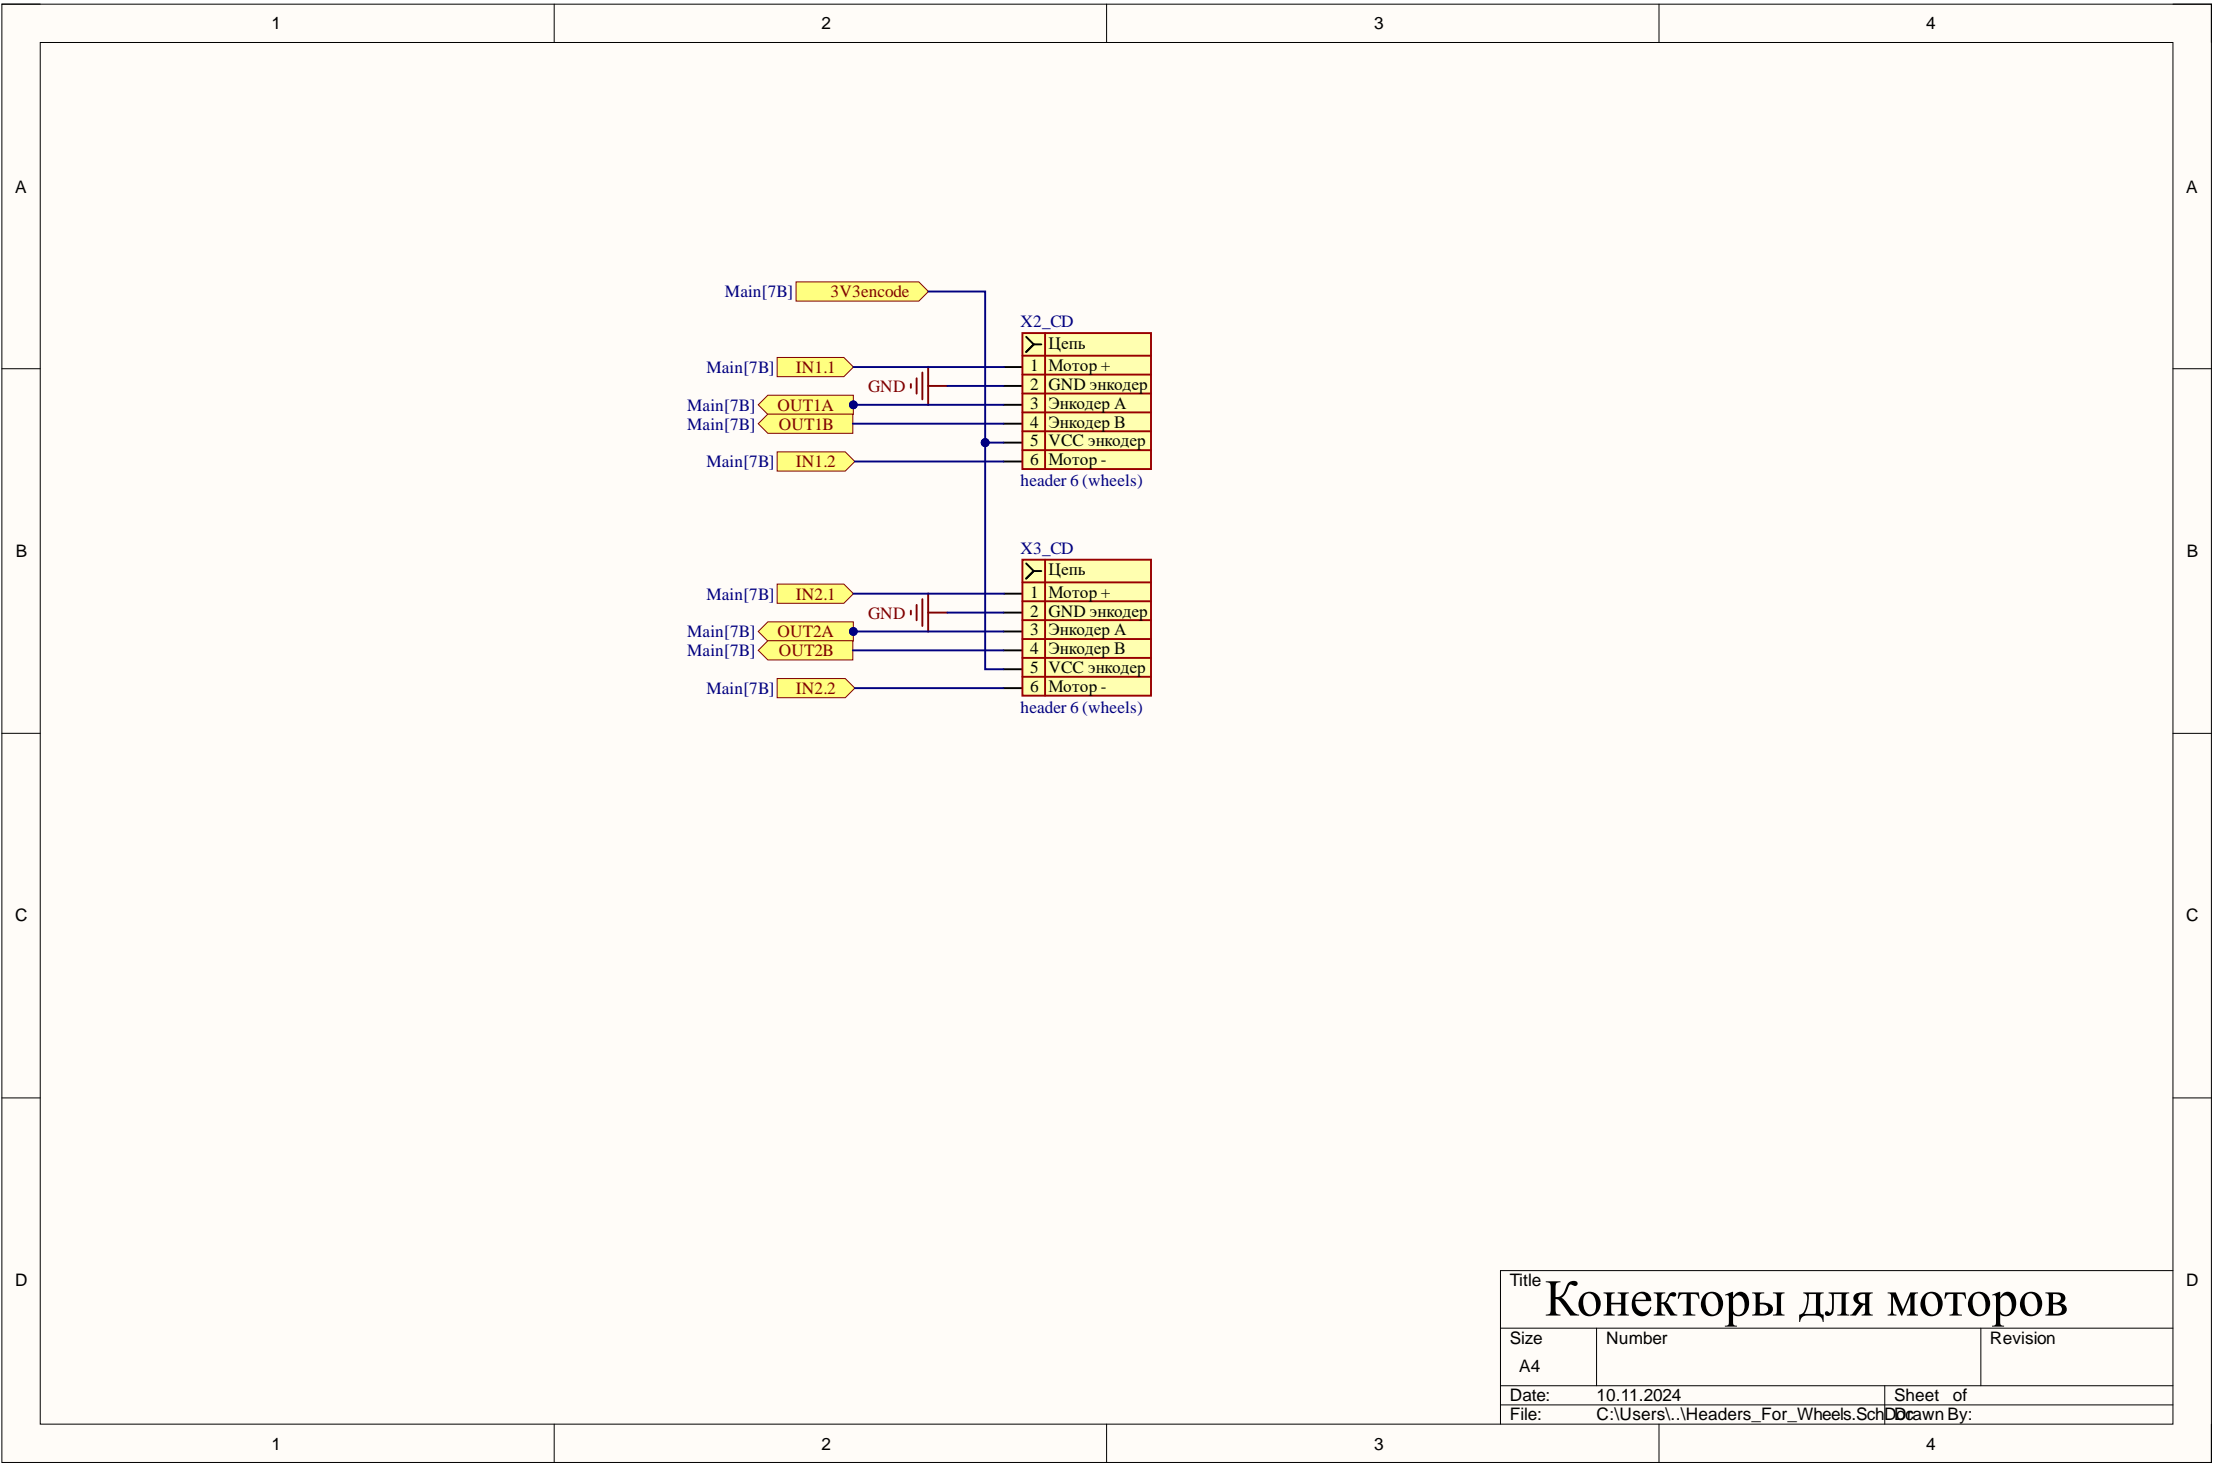 1 2 3 4
A A
Main[7B] 3V3encode
X2_CD
Цепь
Main[7B] IN1.1 1 Мотор +
GND 2 GND энкодер
Main[7B] OUT1A 3 Энкодер A
Main[7B] OUT1B 4 Энкодер B
5 VCC энкодер
Main[7B] IN1.2 6 Мотор -
header 6 (wheels)
B B
X3_CD
Цепь
Main[7B] IN2.1 1 Мотор +
GND 2 GND энкодер
Main[7B] OUT2A 3 Энкодер A
Main[7B] OUT2B 4 Энкодер B
5 VCC энкодер
Main[7B] IN2.2 6 Мотор -
header 6 (wheels)
C C
D D
Title Конекторы для моторов
Size Number Revision
A4
Date: 10.11.2024 Sheet of
File: C:\Users\..\Headers_For_Wheels.SchDoc Drawn By:
1 2 3 4